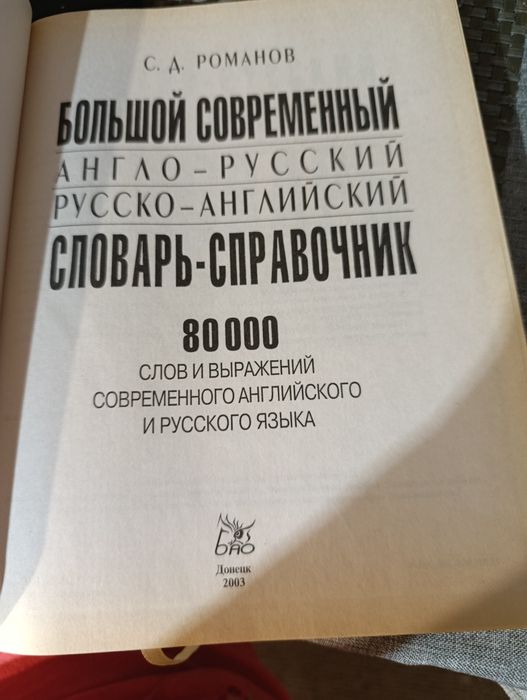 С. Д. РОМАНОВ
БОЛЬШОЙ СОВРЕМЕННЫЙ
АНГЛО-РУССКИЙ
РУССКО-АНГЛИЙСКИЙ
СЛОВАРЬ-СПРАВОЧНИК
80 000
СЛОВ И ВЫРАЖЕНИЙ
СОВРЕМЕННОГО АНГЛИЙСКОГО
И РУССКОГО ЯЗЫКА
БАО
Донецк
2003